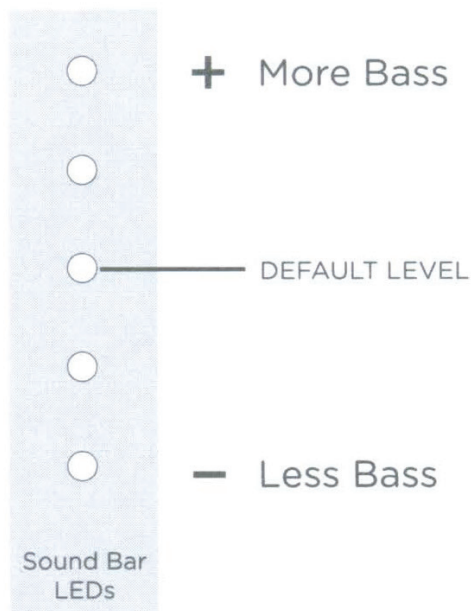 + More Bass
DEFAULT LEVEL
- Less Bass
Sound Bar
LEDs